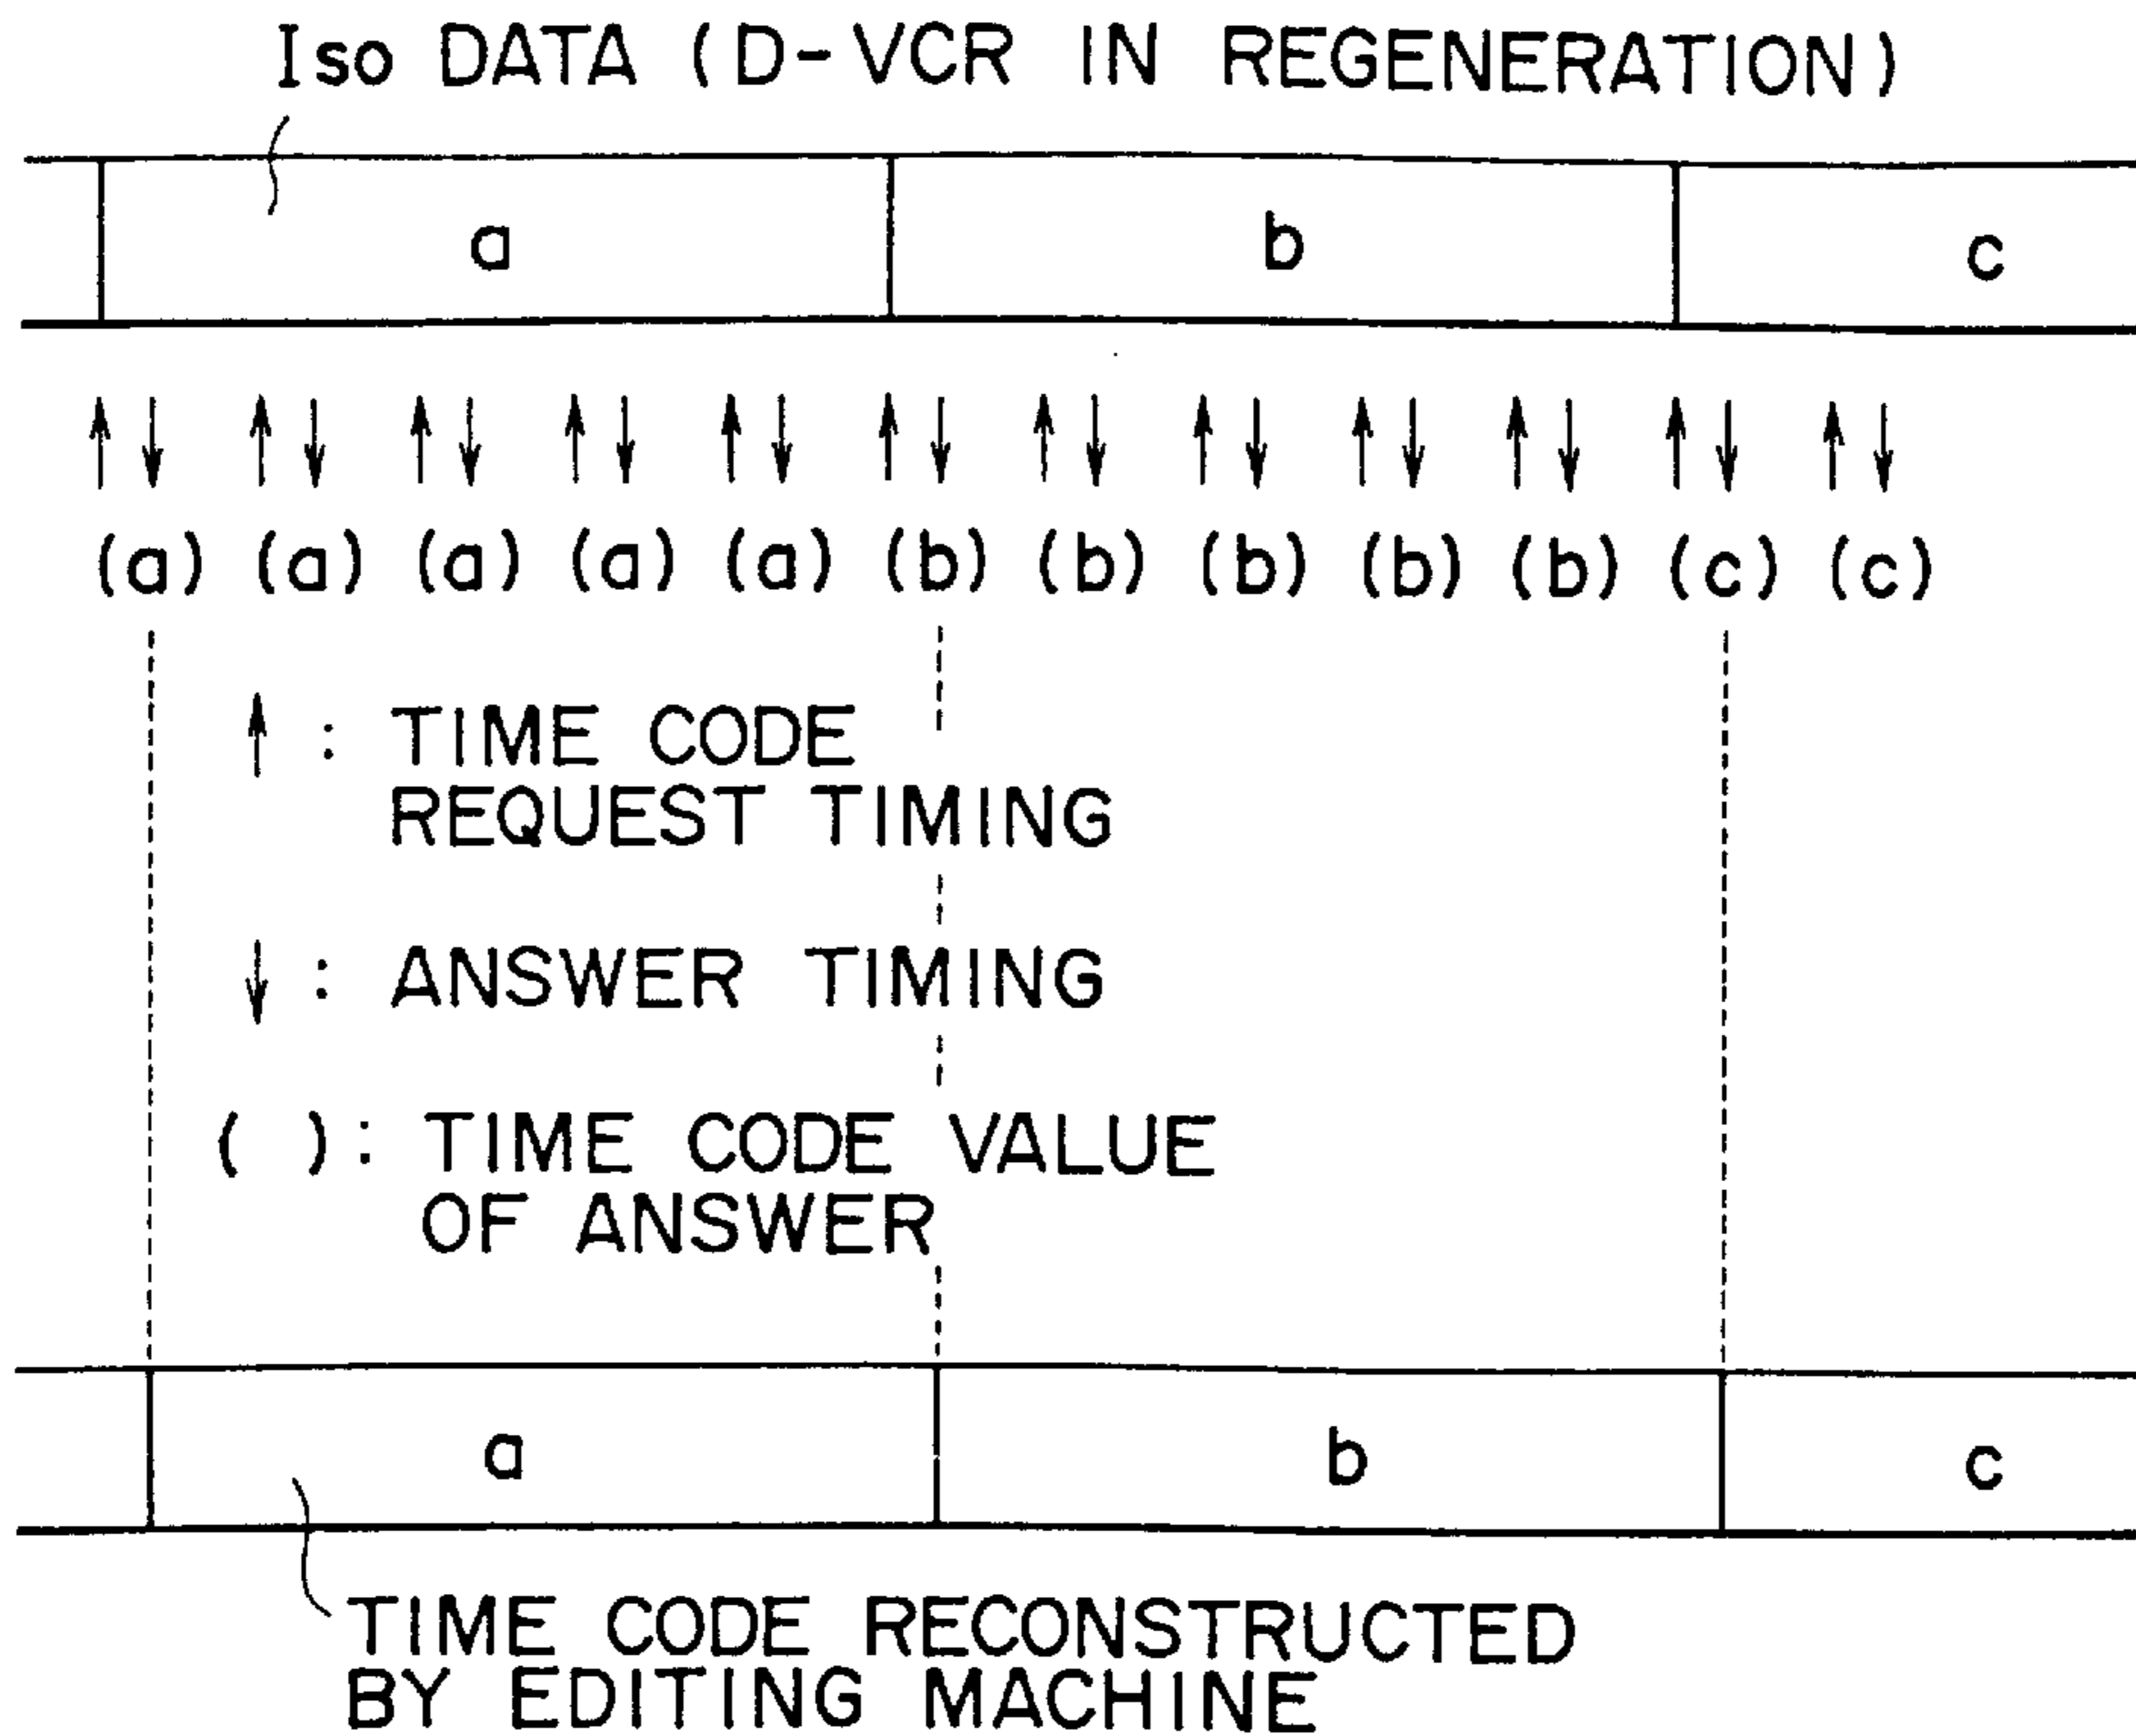 Iso DATA (D-VCR IN REGENERATION)
a b c
(a) (a) (a) (a) (a) (b) (b) (b) (b) (b) (c) (c)
↑ : TIME CODE
REQUEST TIMING
↓ : ANSWER TIMING
( ) : TIME CODE VALUE
OF ANSWER
a b c
TIME CODE RECONSTRUCTED
BY EDITING MACHINE